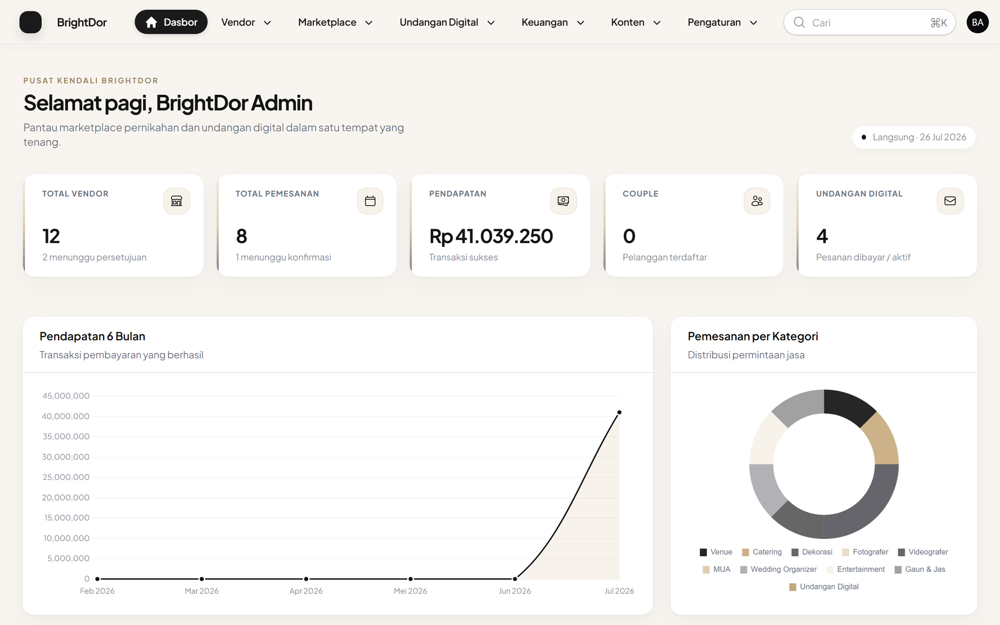 BrightDor
Dasbor
Vendor
Marketplace
Undangan Digital
Keuangan
Konten
Pengaturan
Cari
⌘K
BA
PUSAT KENDALI BRIGHTDOR
Selamat pagi, BrightDor Admin
Pantau marketplace pernikahan dan undangan digital dalam satu tempat yang
tenang.
Langsung · 26 Jul 2026
TOTAL VENDOR
12
2 menunggu persetujuan
TOTAL PEMESANAN
8
1 menunggu konfirmasi
PENDAPATAN
Rp 41.039.250
Transaksi sukses
COUPLE
0
Pelanggan terdaftar
UNDANGAN DIGITAL
4
Pesanan dibayar / aktif
Pendapatan 6 Bulan
Transaksi pembayaran yang berhasil
45,000,000
40,000,000
35,000,000
30,000,000
25,000,000
20,000,000
15,000,000
10,000,000
5,000,000
0
Feb 2026
Mar 2026
Apr 2026
Mei 2026
Jun 2026
Jul 2026
Pemesanan per Kategori
Distribusi permintaan jasa
Venue
Catering
Dekorasi
Fotografer
Videografer
MUA
Wedding Organizer
Entertainment
Gaun & Jas
Undangan Digital